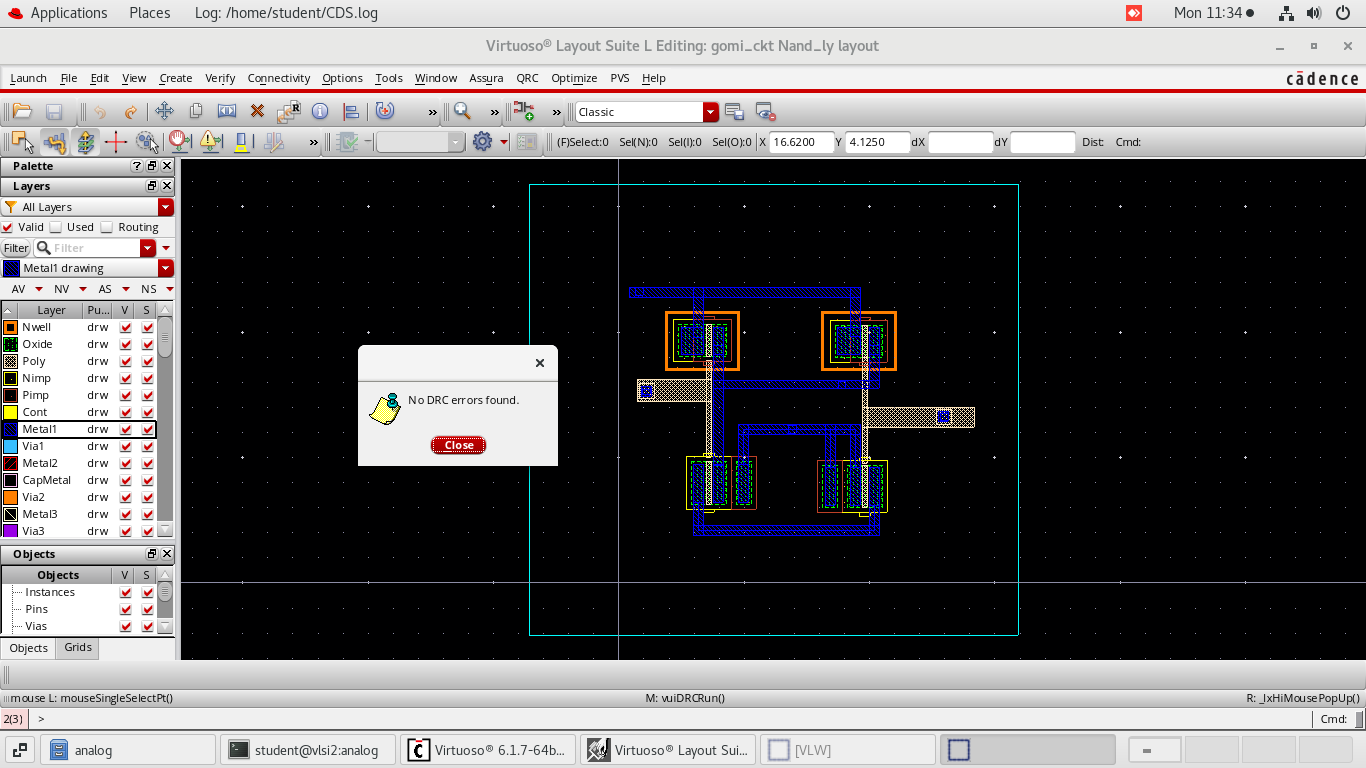 Applications Places Log: /home/student/CDS.log Mon 11:34
Virtuoso® Layout Suite L Editing: gomi_ckt Nand_ly layout
Launch File Edit View Create Verify Connectivity Options Tools Window Assura QRC Optimize PVS Help cādence
Classic
(F)Select:0 Sel(N):0 Sel(I):0 Sel(O):0 X 16.6200 Y 4.1250 dX dY Dist: Cmd:
Palette
Layers
All Layers
Valid Used Routing
Filter Filter
Metal1 drawing
AV NV AS NS
Layer Pu... V S
Nwell drw
Oxide drw
Poly drw
Nimp drw
Pimp drw
Cont drw
Metal1 drw
Via1 drw
Metal2 drw
CapMetal drw
Via2 drw
Metal3 drw
Via3 drw
Objects
Objects V S
Instances
Pins
Vias
Objects Grids
No DRC errors found.
Close
mouse L: mouseSingleSelectPt() M: vuiDRCRun() R: _lxHiMousePopUp()
2(3) > Cmd:
analog student@vlsi2:analog Virtuoso® 6.1.7-64b... Virtuoso® Layout Sui... [VLW]